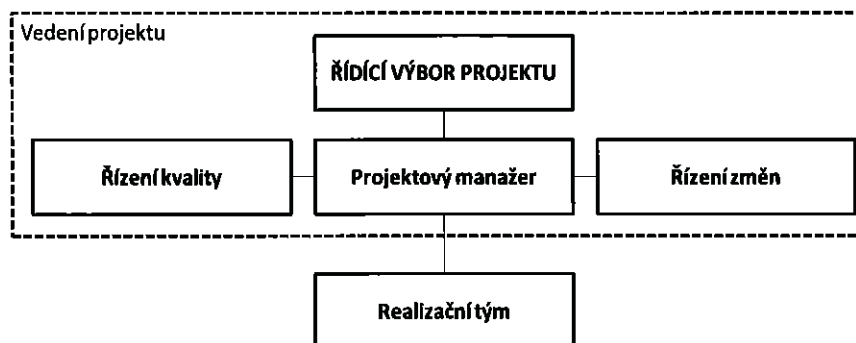 Vedení projektu
ŘÍDÍCÍ VÝBOR PROJEKTU
Řízení kvality
Projektový manažer
Řízení změn
Realizační tým